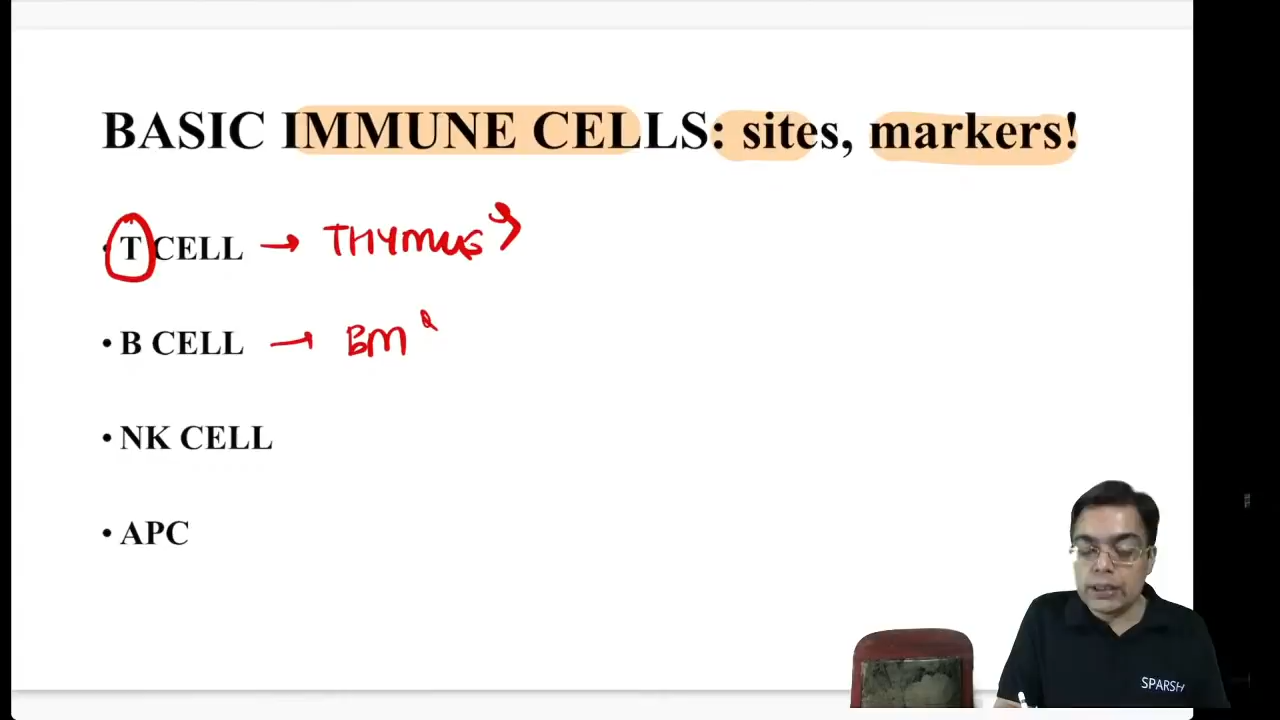 BASIC IMMUNE CELLS: sites, markers!
• T CELL → THYMUS
• B CELL → BM
• NK CELL
• APC
SPARSH